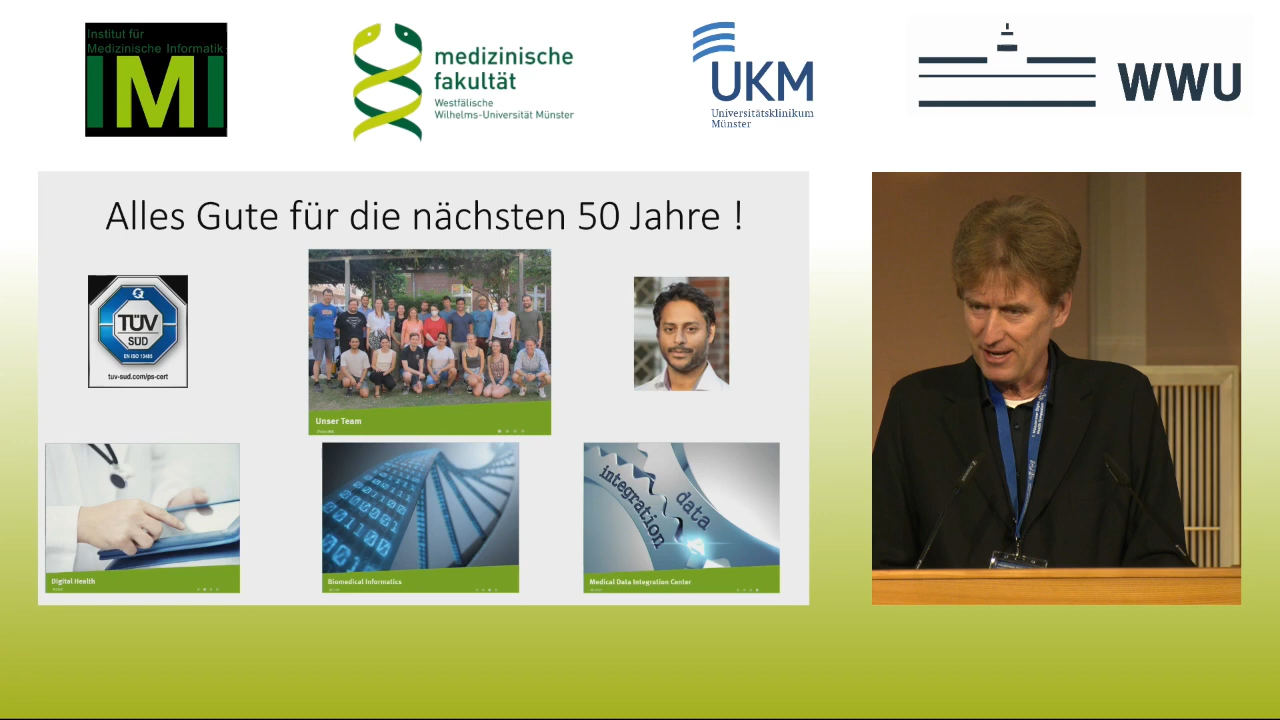 Institut für
Medizinische Informatik
IMI
medizinische
fakultät
Westfälische
Wilhelms-Universität Münster
UKM
Universitätsklinikum
Münster
WWU
Alles Gute für die nächsten 50 Jahre !
TÜV
SÜD
EN ISO 13485
tuv-sud.com/ps-cert
Unser Team
Digital Health
Biomedical Informatics
integration
data
Medical Data Integration Center